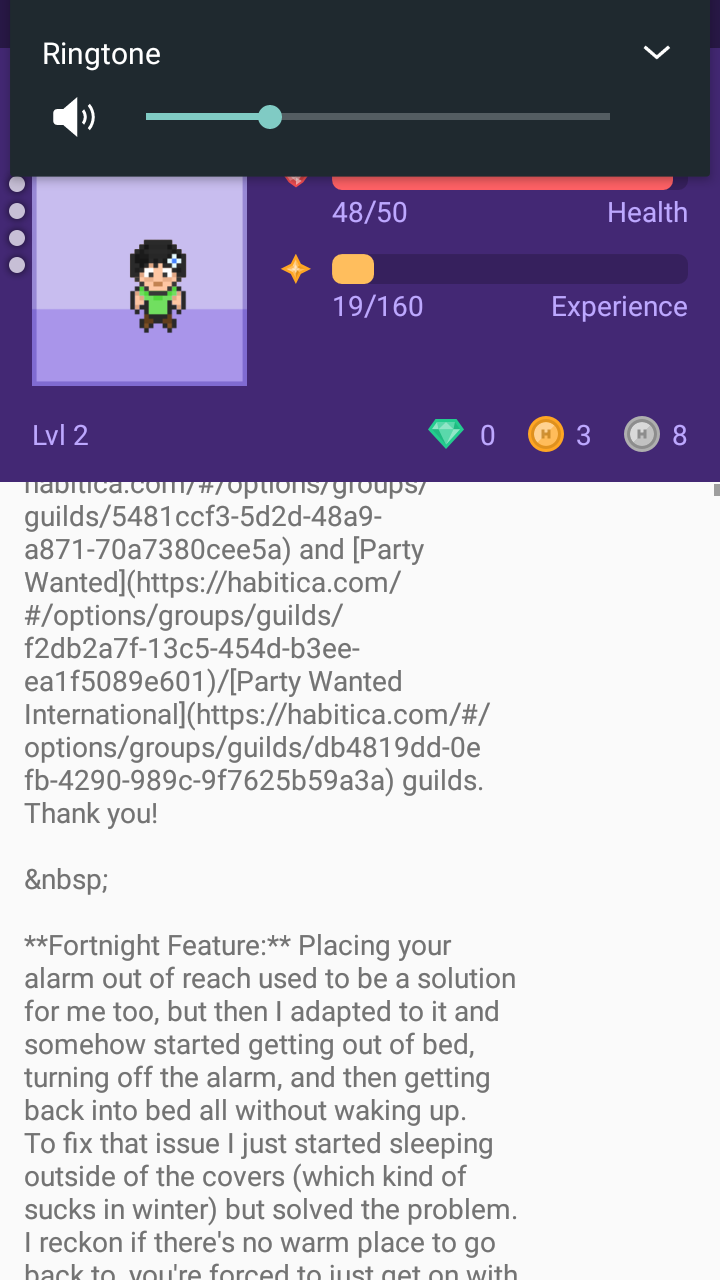 Ringtone
48/50 Health
19/160 Experience
Lvl 2 0 3 8
habitica.com/#/options/groups/
guilds/5481ccf3-5d2d-48a9-
a871-70a7380cee5a) and [Party
Wanted](https://habitica.com/
#/options/groups/guilds/
f2db2a7f-13c5-454d-b3ee-
ea1f5089e601)/[Party Wanted
International](https://habitica.com/#/
options/groups/guilds/db4819dd-0e
fb-4290-989c-9f7625b59a3a) guilds.
Thank you!
&nbsp;
**Fortnight Feature:** Placing your
alarm out of reach used to be a solution
for me too, but then I adapted to it and
somehow started getting out of bed,
turning off the alarm, and then getting
back into bed all without waking up.
To fix that issue I just started sleeping
outside of the covers (which kind of
sucks in winter) but solved the problem.
I reckon if there's no warm place to go
back to, you're forced to just get on with